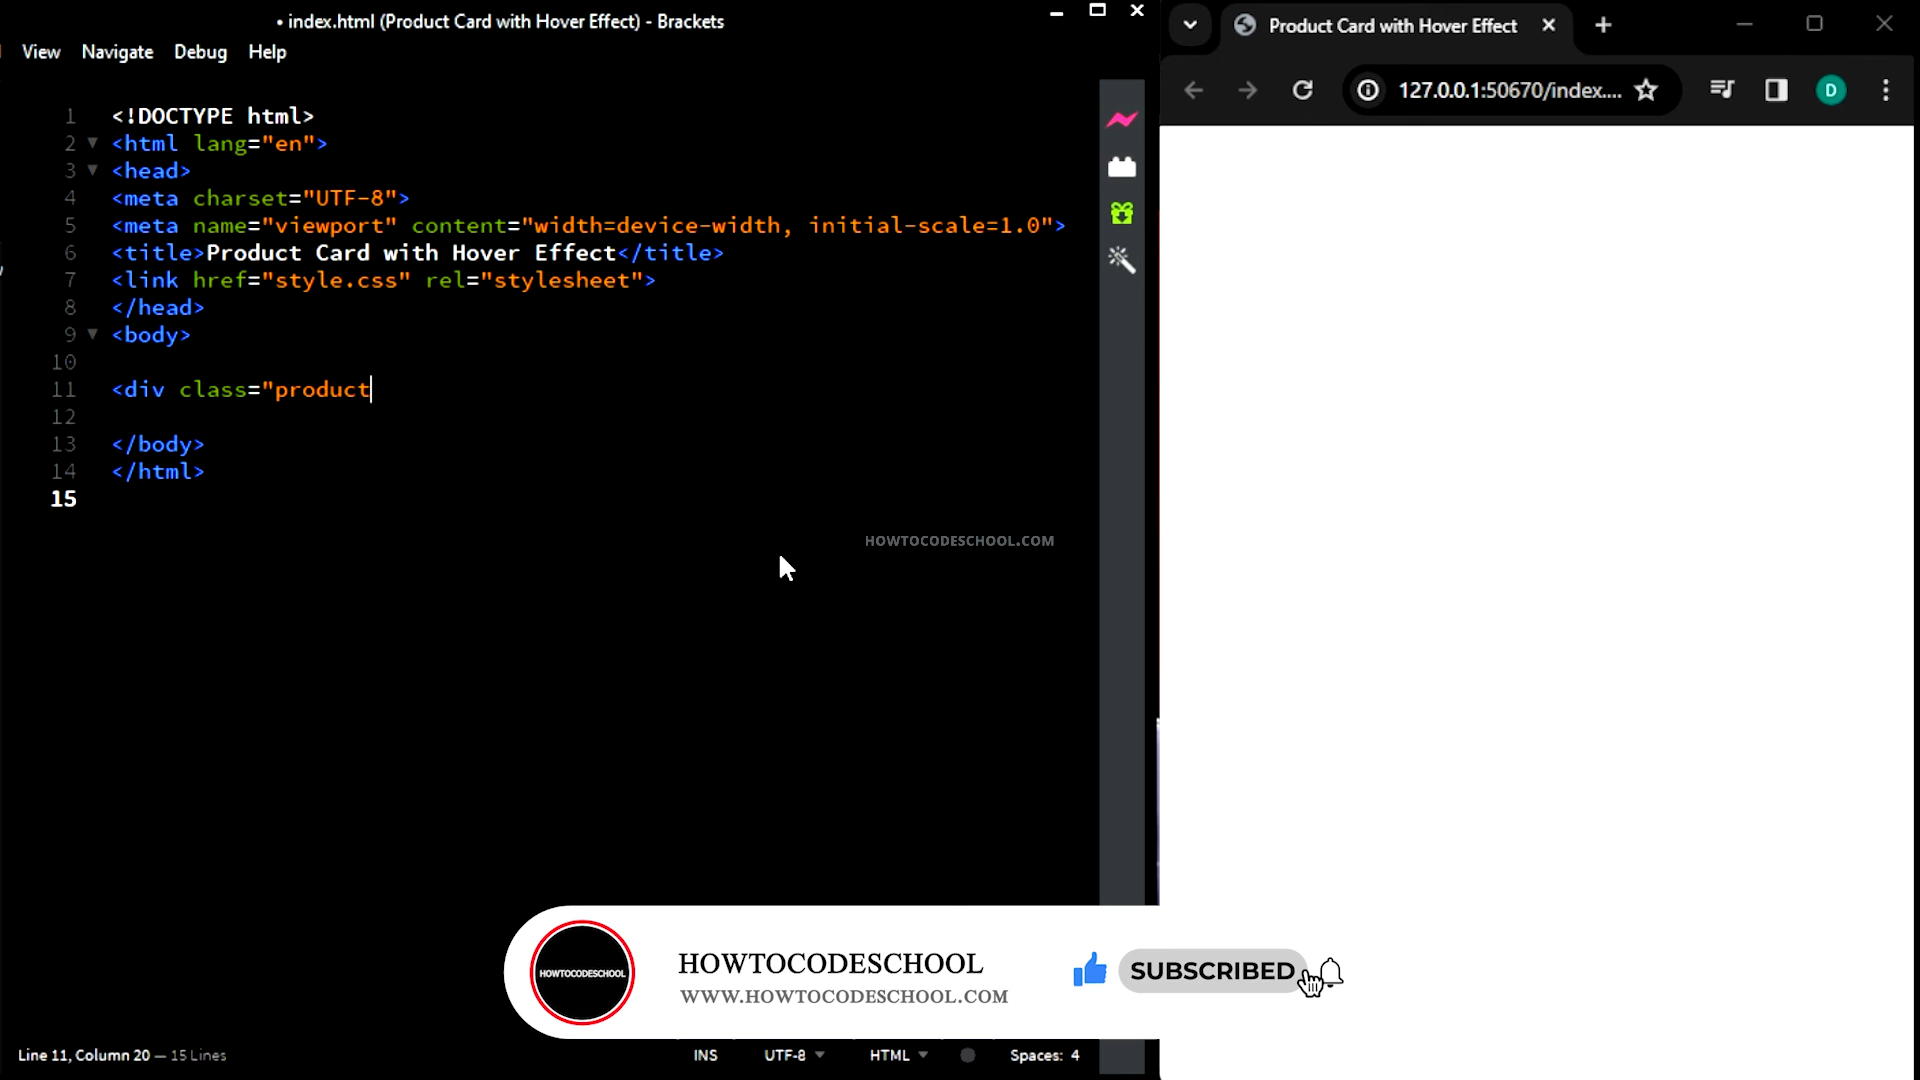 • index.html (Product Card with Hover Effect) - Brackets
View Navigate Debug Help
1 <!DOCTYPE html>
2 <html lang="en">
3 <head>
4 <meta charset="UTF-8">
5 <meta name="viewport" content="width=device-width, initial-scale=1.0">
6 <title>Product Card with Hover Effect</title>
7 <link href="style.css" rel="stylesheet">
8 </head>
9 <body>
10
11 <div class="product
12
13 </body>
14 </html>
15
HOWTOCODESCHOOL.COM
Line 11, Column 20 — 15 Lines
INS UTF-8 HTML Spaces: 4
Product Card with Hover Effect
127.0.0.1:50670/index....
D
HOWTOCODESCHOOL
HOWTOCODESCHOOL
WWW.HOWTOCODESCHOOL.COM
SUBSCRIBED